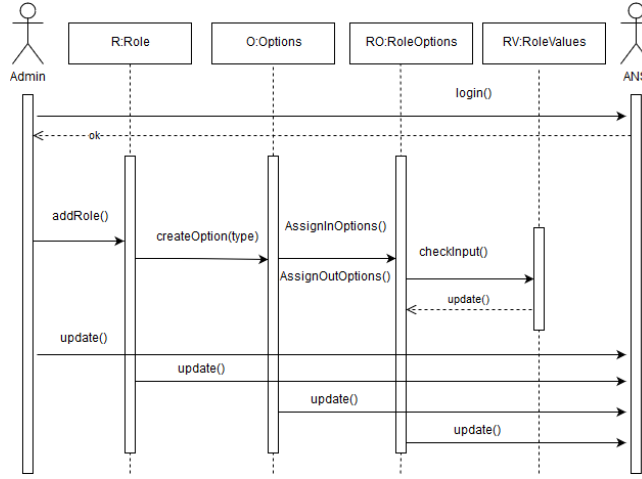 R:Role
O:Options
RO:RoleOptions
RV:RoleValues
Admin
login()
ok
addRole()
createOption(type)
AssignInOptions()
AssignOutOptions()
checkInput()
update()
update()
update()
update()
update()